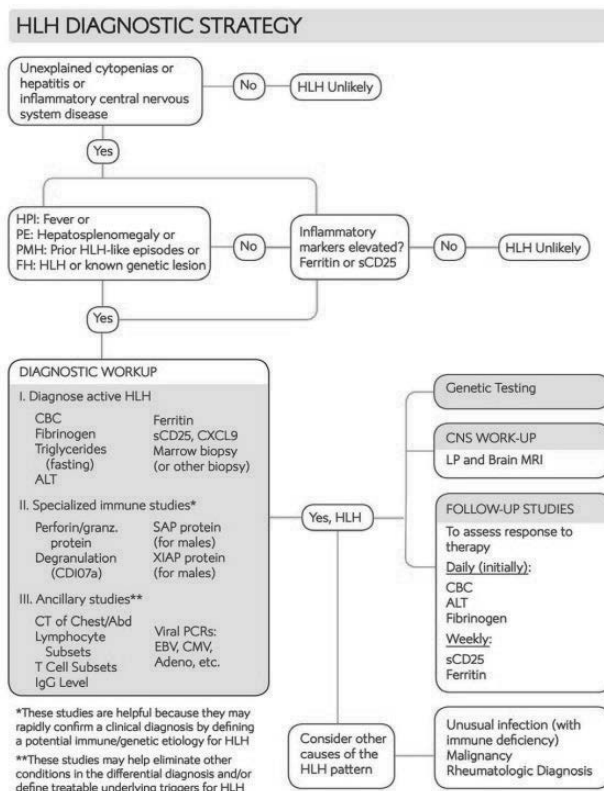 HLH DIAGNOSTIC STRATEGY
Unexplained cytopenias or
hepatitis or
inflammatory central nervous
system disease
No
HLH Unlikely
Yes
HPI: Fever or
PE: Hepatosplenomegaly or
PMH: Prior HLH-like episodes or
FH: HLH or known genetic lesion
No
Inflammatory
markers elevated?
Ferritin or sCD25
No
HLH Unlikely
Yes
DIAGNOSTIC WORKUP
I. Diagnose active HLH
CBC
Fibrinogen
Triglycerides
(fasting)
ALT
Ferritin
sCD25, CXCL9
Marrow biopsy
(or other biopsy)
II. Specialized immune studies*
Perforin/granz.
protein
Degranulation
(CD107a)
SAP protein
(for males)
XIAP protein
(for males)
III. Ancillary studies**
CT of Chest/Abd
Lymphocyte
Subsets
T Cell Subsets
IgG Level
Viral PCRs:
EBV, CMV,
Adeno, etc.
*These studies are helpful because they may
rapidly confirm a clinical diagnosis by defining
a potential immune/genetic etiology for HLH
**These studies may help eliminate other
conditions in the differential diagnosis and/or
define treatable underlying triggers for HLH
Yes, HLH
Genetic Testing
CNS WORK-UP
LP and Brain MRI
FOLLOW-UP STUDIES
To assess response to
therapy
Daily (initially):
CBC
ALT
Fibrinogen
Weekly:
sCD25
Ferritin
Consider other
causes of the
HLH pattern
Unusual infection (with
immune deficiency)
Malignancy
Rheumatologic Diagnosis